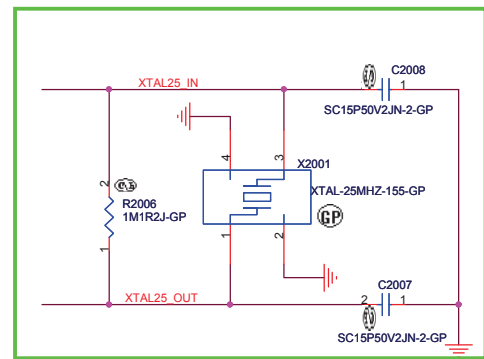 XTAL25_IN
C2008
1
SC15P50V2JN-2-GP
4
3
X2001
XTAL-25MHZ-155-GP
GP
2
R2006
1M1R2J-GP
1
1
2
XTAL25_OUT
C2007
2
1
SC15P50V2JN-2-GP